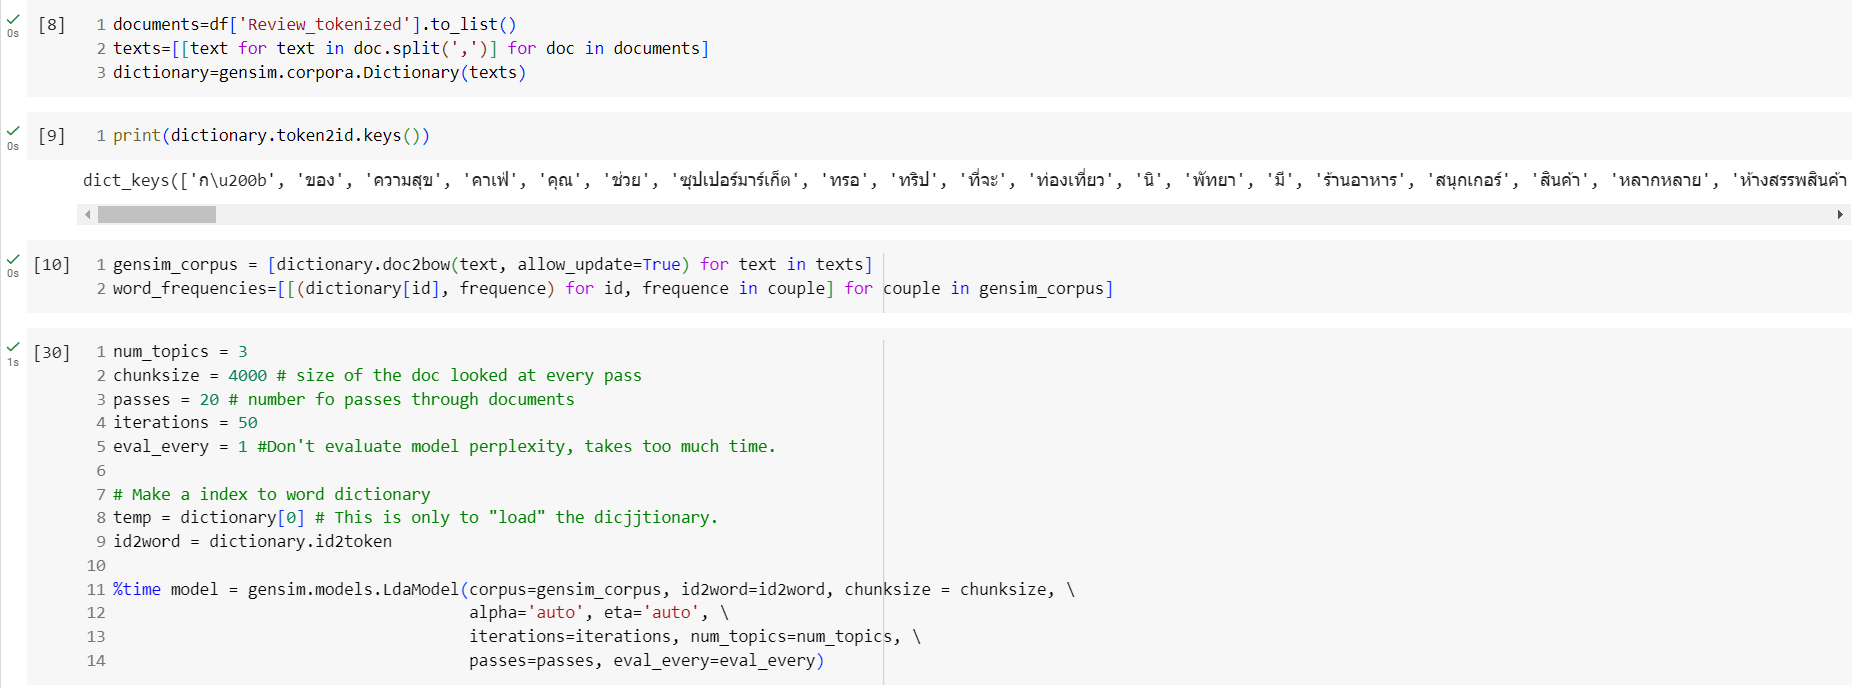 [8] 1 documents=df['Review_tokenized'].to_list()
2 texts=[[text for text in doc.split(',')] for doc in documents]
3 dictionary=gensim.corpora.Dictionary(texts)
0s
[9] 1 print(dictionary.token2id.keys())
0s
dict_keys(['ก\u200b', 'ของ', 'ความสุข', 'คาเฟ่', 'คุณ', 'ช่วย', 'ซุปเปอร์มาร์เก็ต', 'ทรอ', 'ทริป', 'ที่จะ', 'ท่องเที่ยว', 'นิ', 'พัทยา', 'มี', 'ร้านอาหาร', 'สนุกเกอร์', 'สินค้า', 'หลากหลาย', 'ห้างสรรพสินค้า
[10] 1 gensim_corpus = [dictionary.doc2bow(text, allow_update=True) for text in texts]
0s
2 word_frequencies=[[(dictionary[id], frequence) for id, frequence in couple] for couple in gensim_corpus]
[30] 1 num_topics = 3
1s
2 chunksize = 4000 # size of the doc looked at every pass
3 passes = 20 # number fo passes through documents
4 iterations = 50
5 eval_every = 1 #Don't evaluate model perplexity, takes too much time.
6
7 # Make a index to word dictionary
8 temp = dictionary[0] # This is only to "load" the dicjjtionary.
9 id2word = dictionary.id2token
10
11 %time model = gensim.models.LdaModel(corpus=gensim_corpus, id2word=id2word, chunksize = chunksize, \
12 alpha='auto', eta='auto', \
13 iterations=iterations, num_topics=num_topics, \
14 passes=passes, eval_every=eval_every)